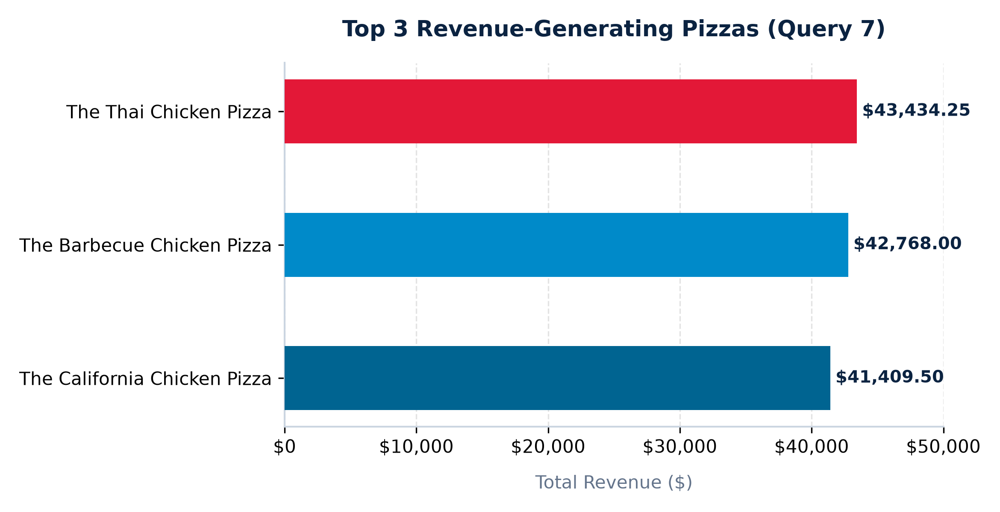 Top 3 Revenue-Generating Pizzas (Query 7)
The Thai Chicken Pizza
$43,434.25
The Barbecue Chicken Pizza
$42,768.00
The California Chicken Pizza
$41,409.50
$0 $10,000 $20,000 $30,000 $40,000 $50,000
Total Revenue ($)